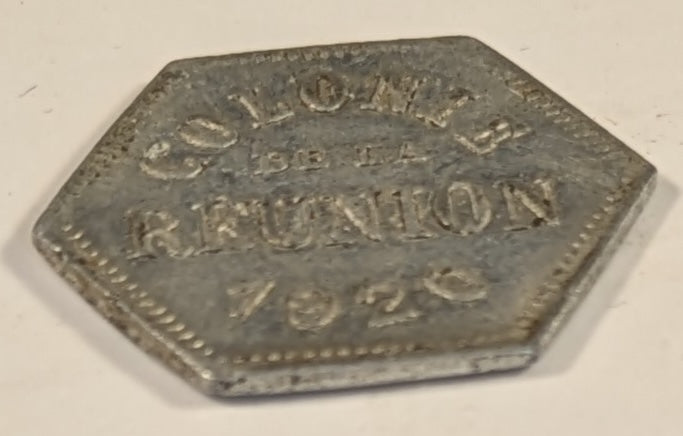 COLONIE
DE LA
REUNION
1920